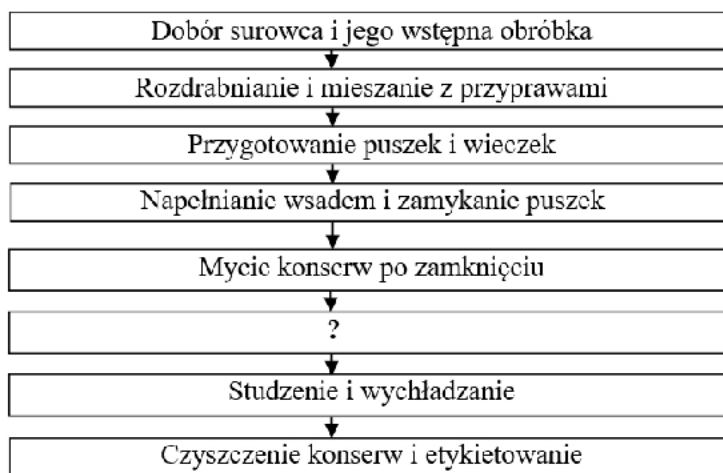 Dobór surowca i jego wstępna obróbka
Rozdrabnianie i mieszanie z przyprawami
Przygotowanie puszek i wieczek
Napełnianie wsadem i zamykanie puszek
Mycie konserw po zamknięciu
?
Studzenie i wychładzanie
Czyszczenie konserw i etykietowanie